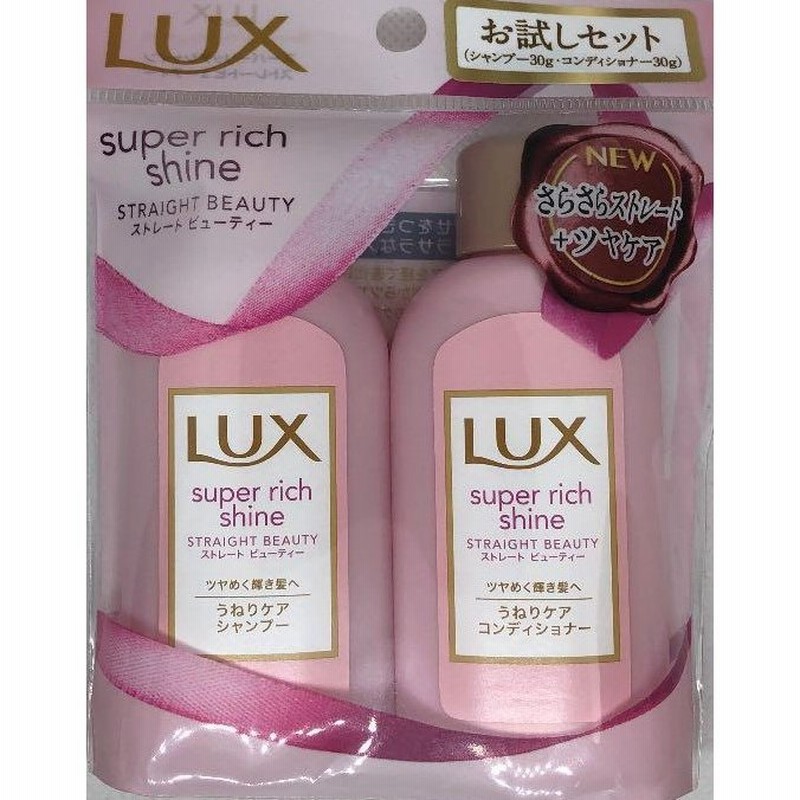 LUX
お試しセット
(シャンプー30g・コンディショナー30g)
super rich
shine
STRAIGHT BEAUTY
ストレート ビューティー
NEW
さらさらストレート
+ツヤケア
LUX
super rich
shine
STRAIGHT BEAUTY
ストレート ビューティー
ツヤめく輝き髪へ
うねりケア
シャンプー
LUX
super rich
shine
STRAIGHT BEAUTY
ストレート ビューティー
ツヤめく輝き髪へ
うねりケア
コンディショナー